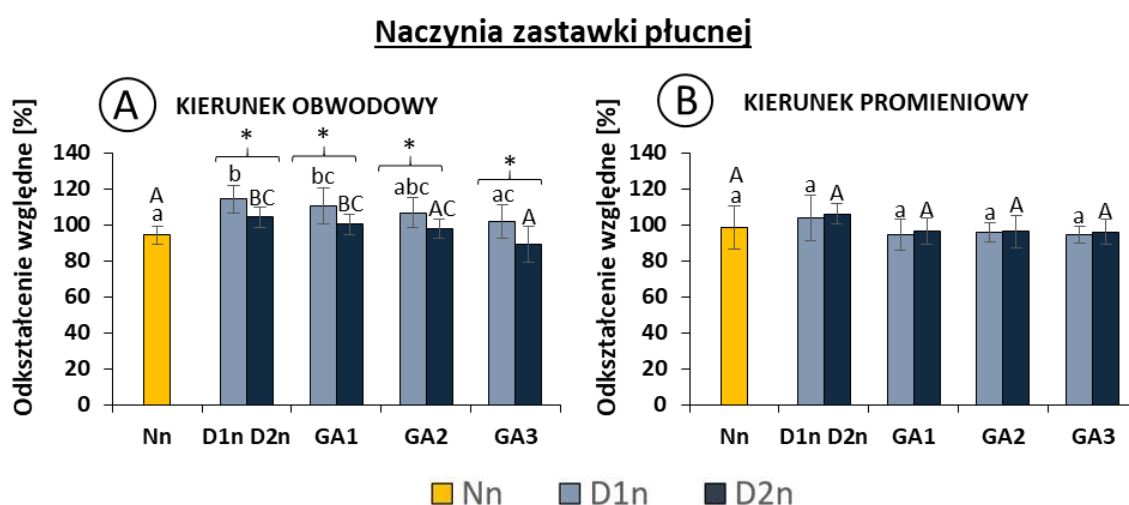 Naczynia zastawki płucnej
A KIERUNEK OBWODOWY
Odkształcenie względne [%]
140
120
100
80
60
40
20
0
* * * *
A
a
b
BC
bc
BC
abc
AC
ac
A
Nn D1n D2n GA1 GA2 GA3
B KIERUNEK PROMIENIOWY
Odkształcenie względne [%]
140
120
100
80
60
40
20
0
A
a
a
A
a
A
a
A
a
A
Nn D1n D2n GA1 GA2 GA3
Nn D1n D2n